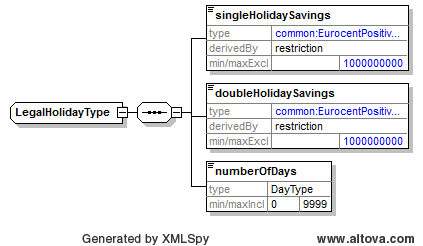 singleHolidaySavings
type common:EurocentPositiv...
derivedBy restriction
min/maxExcl 1000000000
doubleHolidaySavings
type common:EurocentPositiv...
derivedBy restriction
min/maxExcl 1000000000
LegalHolidayType
numberOfDays
type DayType
min/maxIncl 0 9999
Generated by XMLSpy www.altova.com